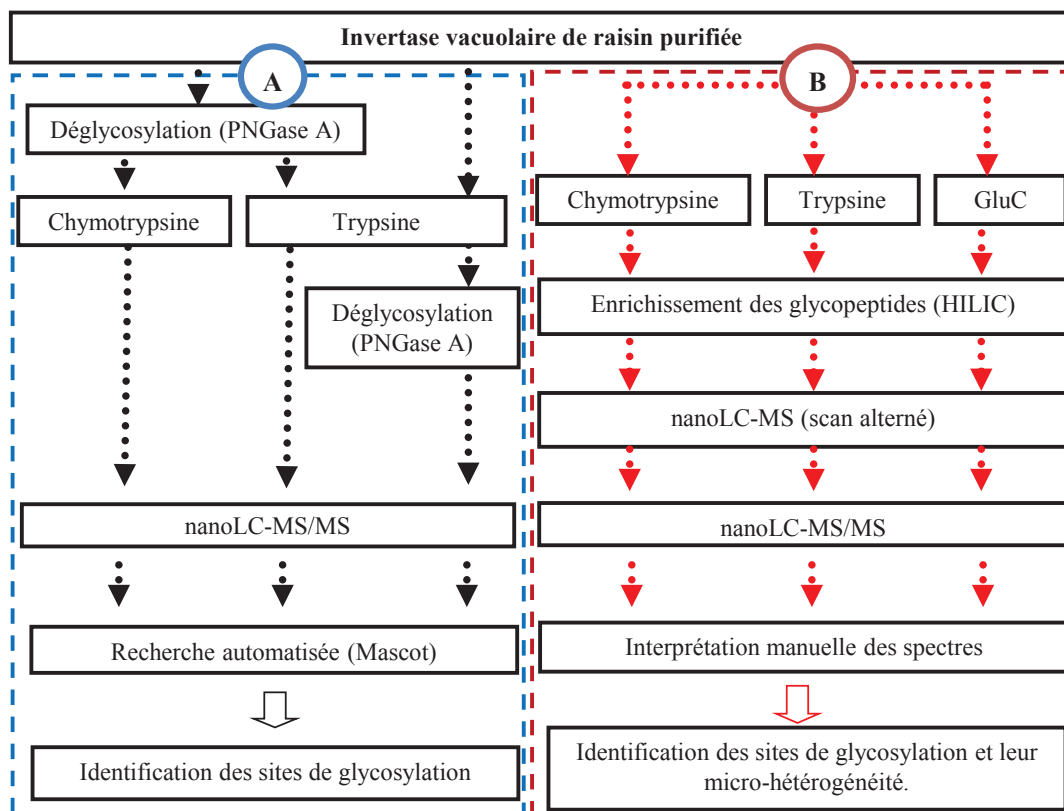 Invertase vacuolaire de raisin purifiée
A
Déglycosylation (PNGase A)
Chymotrypsine
Trypsine
Déglycosylation
(PNGase A)
nanoLC-MS/MS
Recherche automatisée (Mascot)
Identification des sites de glycosylation
B
Chymotrypsine
Trypsine
GluC
Enrichissement des glycopeptides (HILIC)
nanoLC-MS (scan alterné)
nanoLC-MS/MS
Interprétation manuelle des spectres
Identification des sites de glycosylation et leur
micro-hétérogénéité.